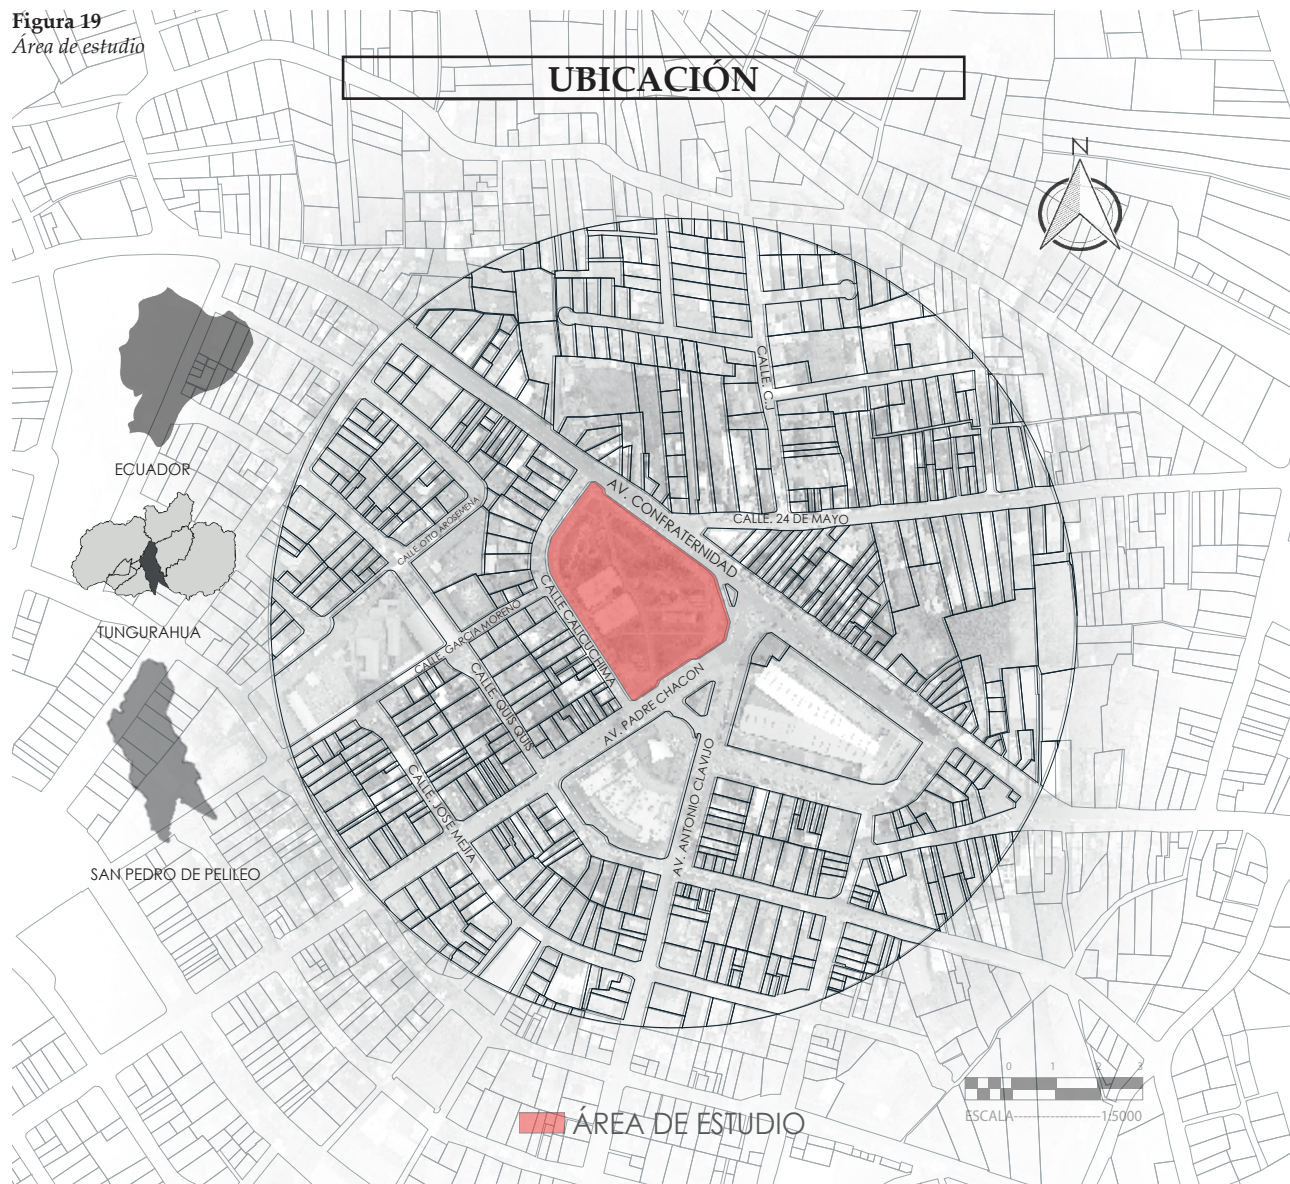 Figura 19
Área de estudio
UBICACIÓN
N
ECUADOR
TUNGURAHUA
SAN PEDRO DE PELILEO
CALLE. C.J
AV. CONFRATERNIDAD
CALLE. 24 DE MAYO
CALLE OTTO AROSEMENA
CALLE CALICUCHIMA
CALLE. GARCIA MORENO
CALLE. QUIS QUIS
AV. PADRE CHACON
CALLE. JOSE MEJIA
AV. ANTONIO CLAVIJO
0 1 2 3
ESCALA 1:5000
ÁREA DE ESTUDIO